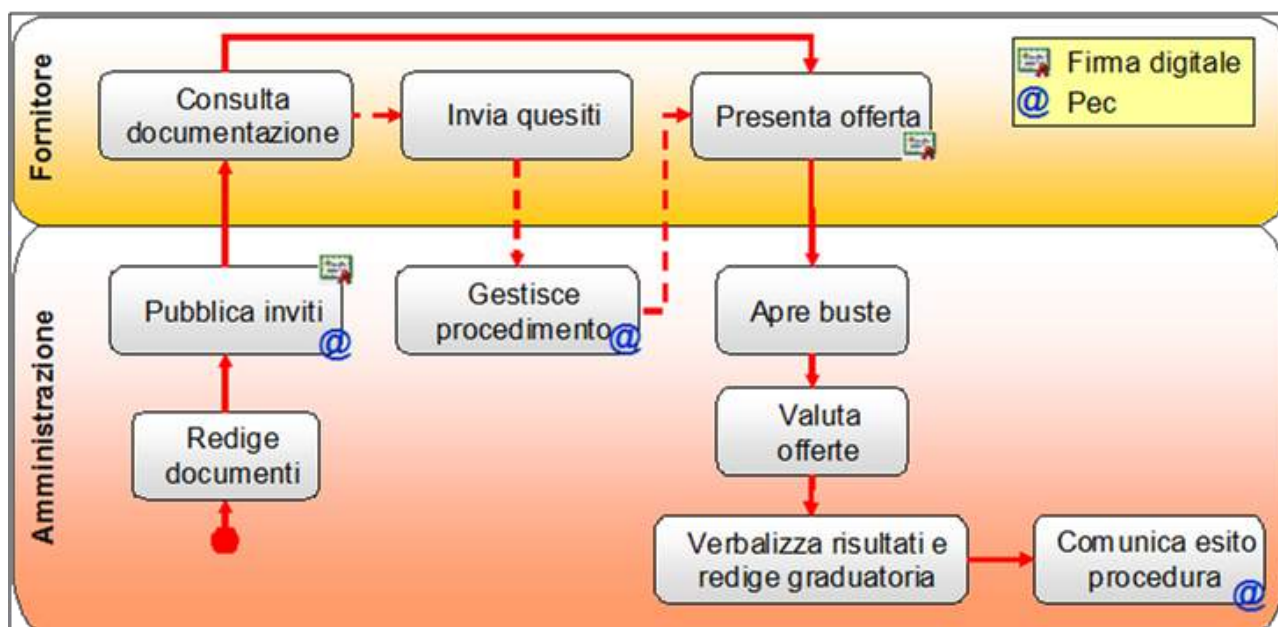 Fornitore
Consulta
documentazione
Invia quesiti
Presenta offerta
Firma digitale
@ Pec
Amministrazione
Pubblica inviti
@
Gestisce
procedimento
@
Apre buste
Redige
documenti
Valuta
offerte
Verbalizza risultati e
redige graduatoria
Comunica esito
procedura
@